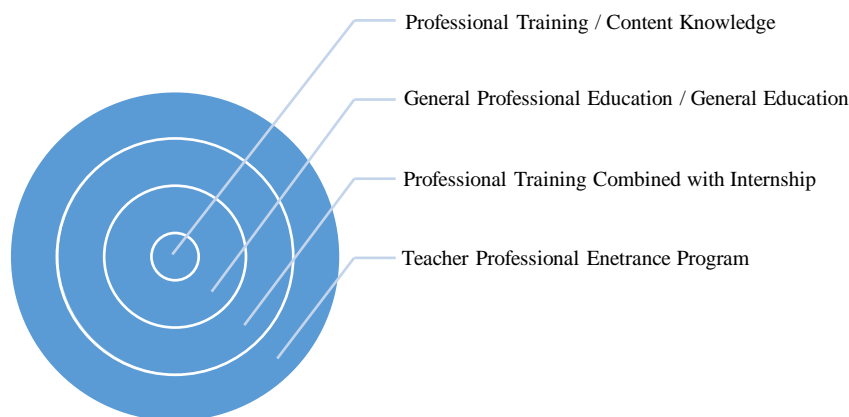 Professional Training / Content Knowledge
General Professional Education / General Education
Professional Training Combined with Internship
Teacher Professional Enetrance Program